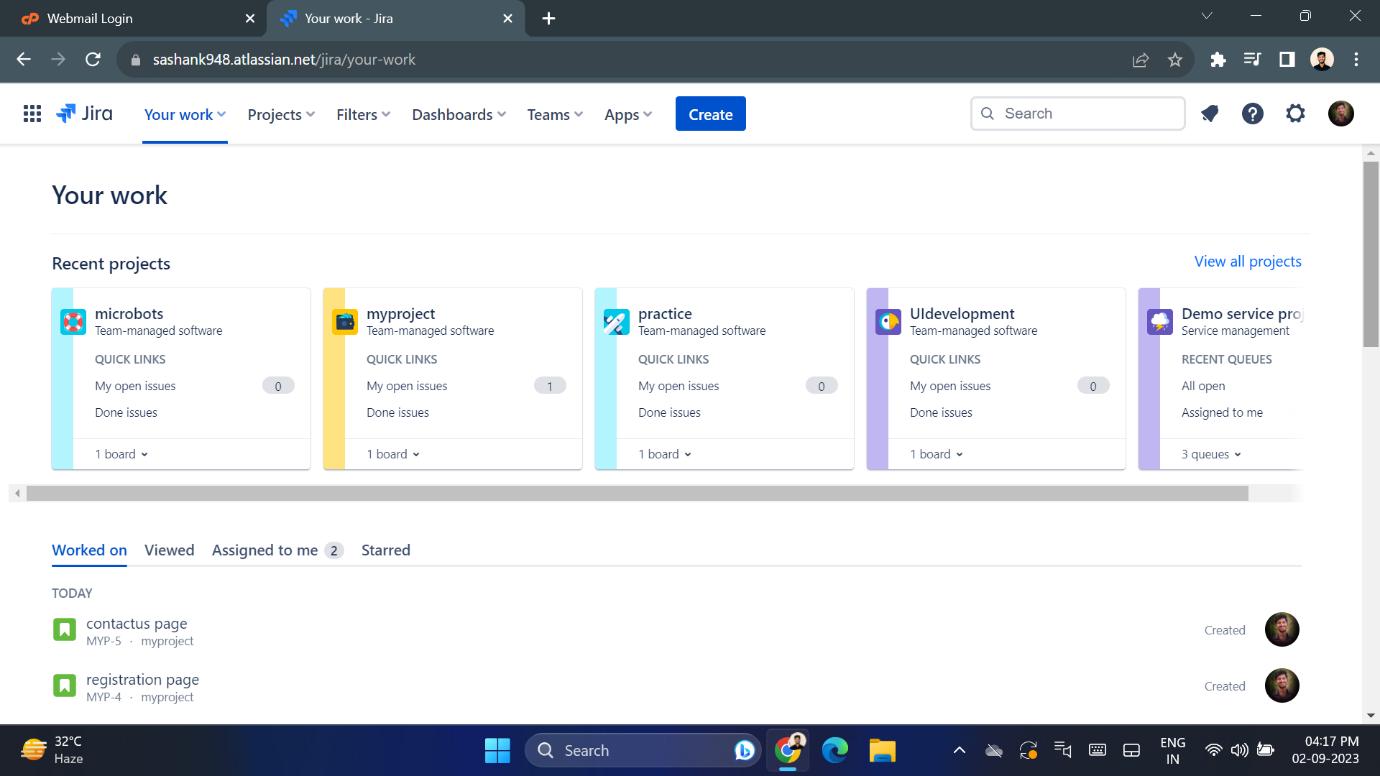 Webmail Login
Your work - Jira
sashank948.atlassian.net/jira/your-work
Jira
Your work
Projects
Filters
Dashboards
Teams
Apps
Create
Search
Your work
Recent projects
View all projects
microbots
Team-managed software
QUICK LINKS
My open issues 0
Done issues
1 board
myproject
Team-managed software
QUICK LINKS
My open issues 1
Done issues
1 board
practice
Team-managed software
QUICK LINKS
My open issues 0
Done issues
1 board
UIdevelopment
Team-managed software
QUICK LINKS
My open issues 0
Done issues
1 board
Demo service proj
Service management
RECENT QUEUES
All open
Assigned to me
3 queues
Worked on
Viewed
Assigned to me 2
Starred
TODAY
contactus page
MYP-5 · myproject
Created
registration page
MYP-4 · myproject
Created
32°C
Haze
Search
ENG
IN
04:17 PM
02-09-2023